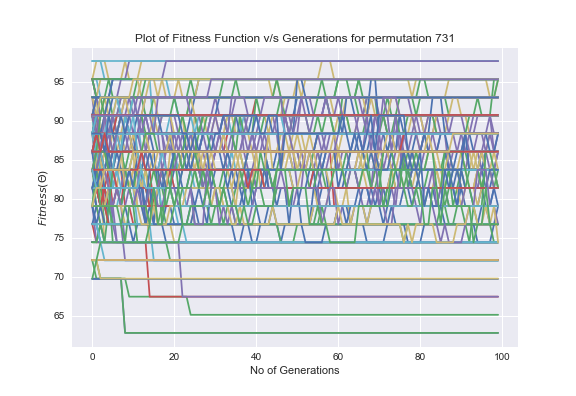 Plot of Fitness Function v/s Generations for permutation 731
Fitness(Θ)
95
90
85
80
75
70
65
0 20 40 60 80 100
No of Generations